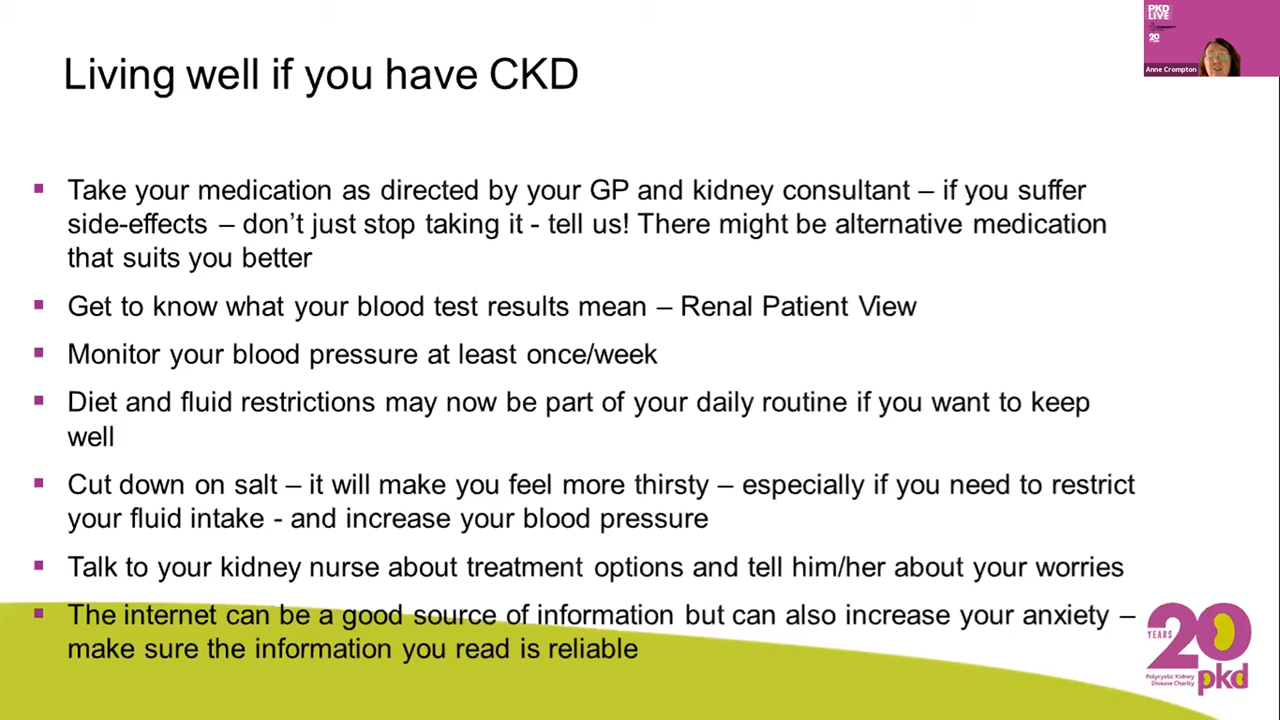 Living well if you have CKD
Take your medication as directed by your GP and kidney consultant – if you suffer
side-effects – don’t just stop taking it - tell us! There might be alternative medication
that suits you better
Get to know what your blood test results mean – Renal Patient View
Monitor your blood pressure at least once/week
Diet and fluid restrictions may now be part of your daily routine if you want to keep
well
Cut down on salt – it will make you feel more thirsty – especially if you need to restrict
your fluid intake - and increase your blood pressure
Talk to your kidney nurse about treatment options and tell him/her about your worries
The internet can be a good source of information but can also increase your anxiety –
make sure the information you read is reliable
PKD
LIVE
20
Anne Crompton
YEARS
20
Polycystic Kidney
Disease Charity
pkd